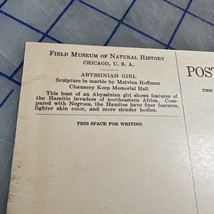 FIELD MUSEUM OF NATURAL HISTORY
CHICAGO, U. S. A.
ABYSSINIAN GIRL
Sculpture in marble by Malvina Hoffman
Chauncey Keep Memorial Hall
This bust of an Abyssinian girl shows features of
the Hamitic invaders of northeastern Africa. Com-
pared with Negroes, the Hamites have finer features,
lighter skin color, and more slender bodies.
THIS SPACE FOR WRITING
POS